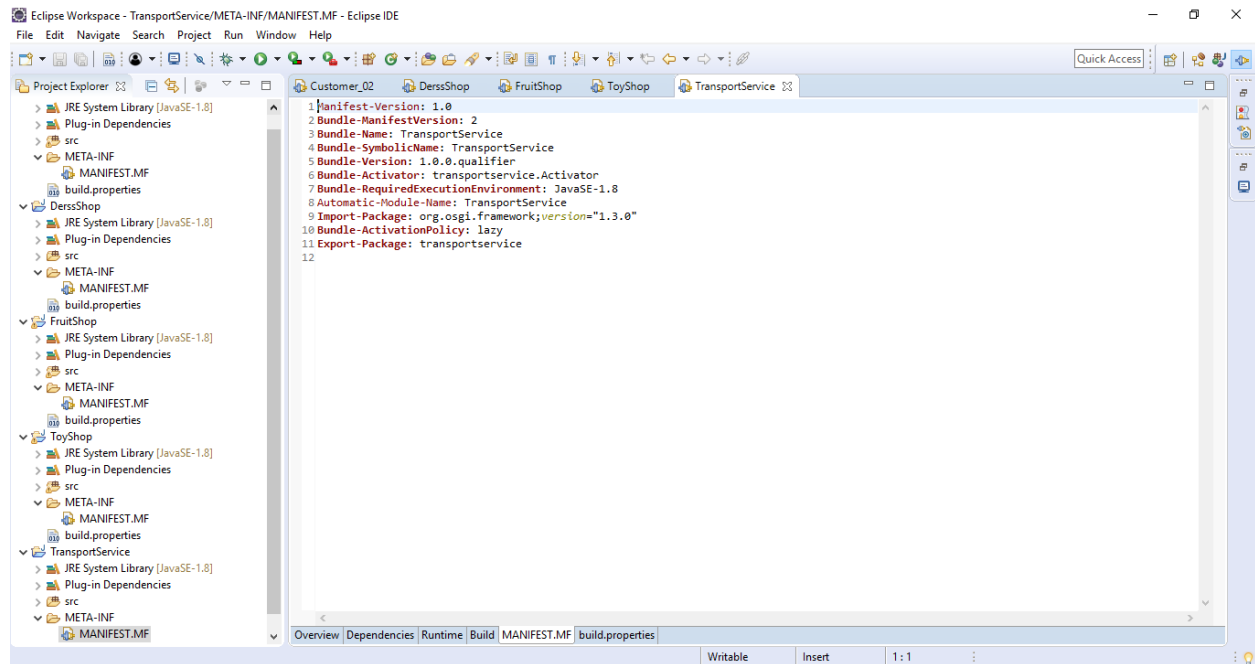 Eclipse Workspace - TransportService/META-INF/MANIFEST.MF - Eclipse IDE
File Edit Navigate Search Project Run Window Help
Quick Access
Project Explorer
JRE System Library [JavaSE-1.8]
Plug-in Dependencies
src
META-INF
MANIFEST.MF
build.properties
DerssShop
JRE System Library [JavaSE-1.8]
Plug-in Dependencies
src
META-INF
MANIFEST.MF
build.properties
FruitShop
JRE System Library [JavaSE-1.8]
Plug-in Dependencies
src
META-INF
MANIFEST.MF
build.properties
ToyShop
JRE System Library [JavaSE-1.8]
Plug-in Dependencies
src
META-INF
MANIFEST.MF
build.properties
TransportService
JRE System Library [JavaSE-1.8]
Plug-in Dependencies
src
META-INF
MANIFEST.MF
Customer_02 DerssShop FruitShop ToyShop TransportService
1 Manifest-Version: 1.0
2 Bundle-ManifestVersion: 2
3 Bundle-Name: TransportService
4 Bundle-SymbolicName: TransportService
5 Bundle-Version: 1.0.0.qualifier
6 Bundle-Activator: transportservice.Activator
7 Bundle-RequiredExecutionEnvironment: JavaSE-1.8
8 Automatic-Module-Name: TransportService
9 Import-Package: org.osgi.framework;version="1.3.0"
10 Bundle-ActivationPolicy: lazy
11 Export-Package: transportservice
12
Overview Dependencies Runtime Build MANIFEST.MF build.properties
Writable Insert 1 : 1